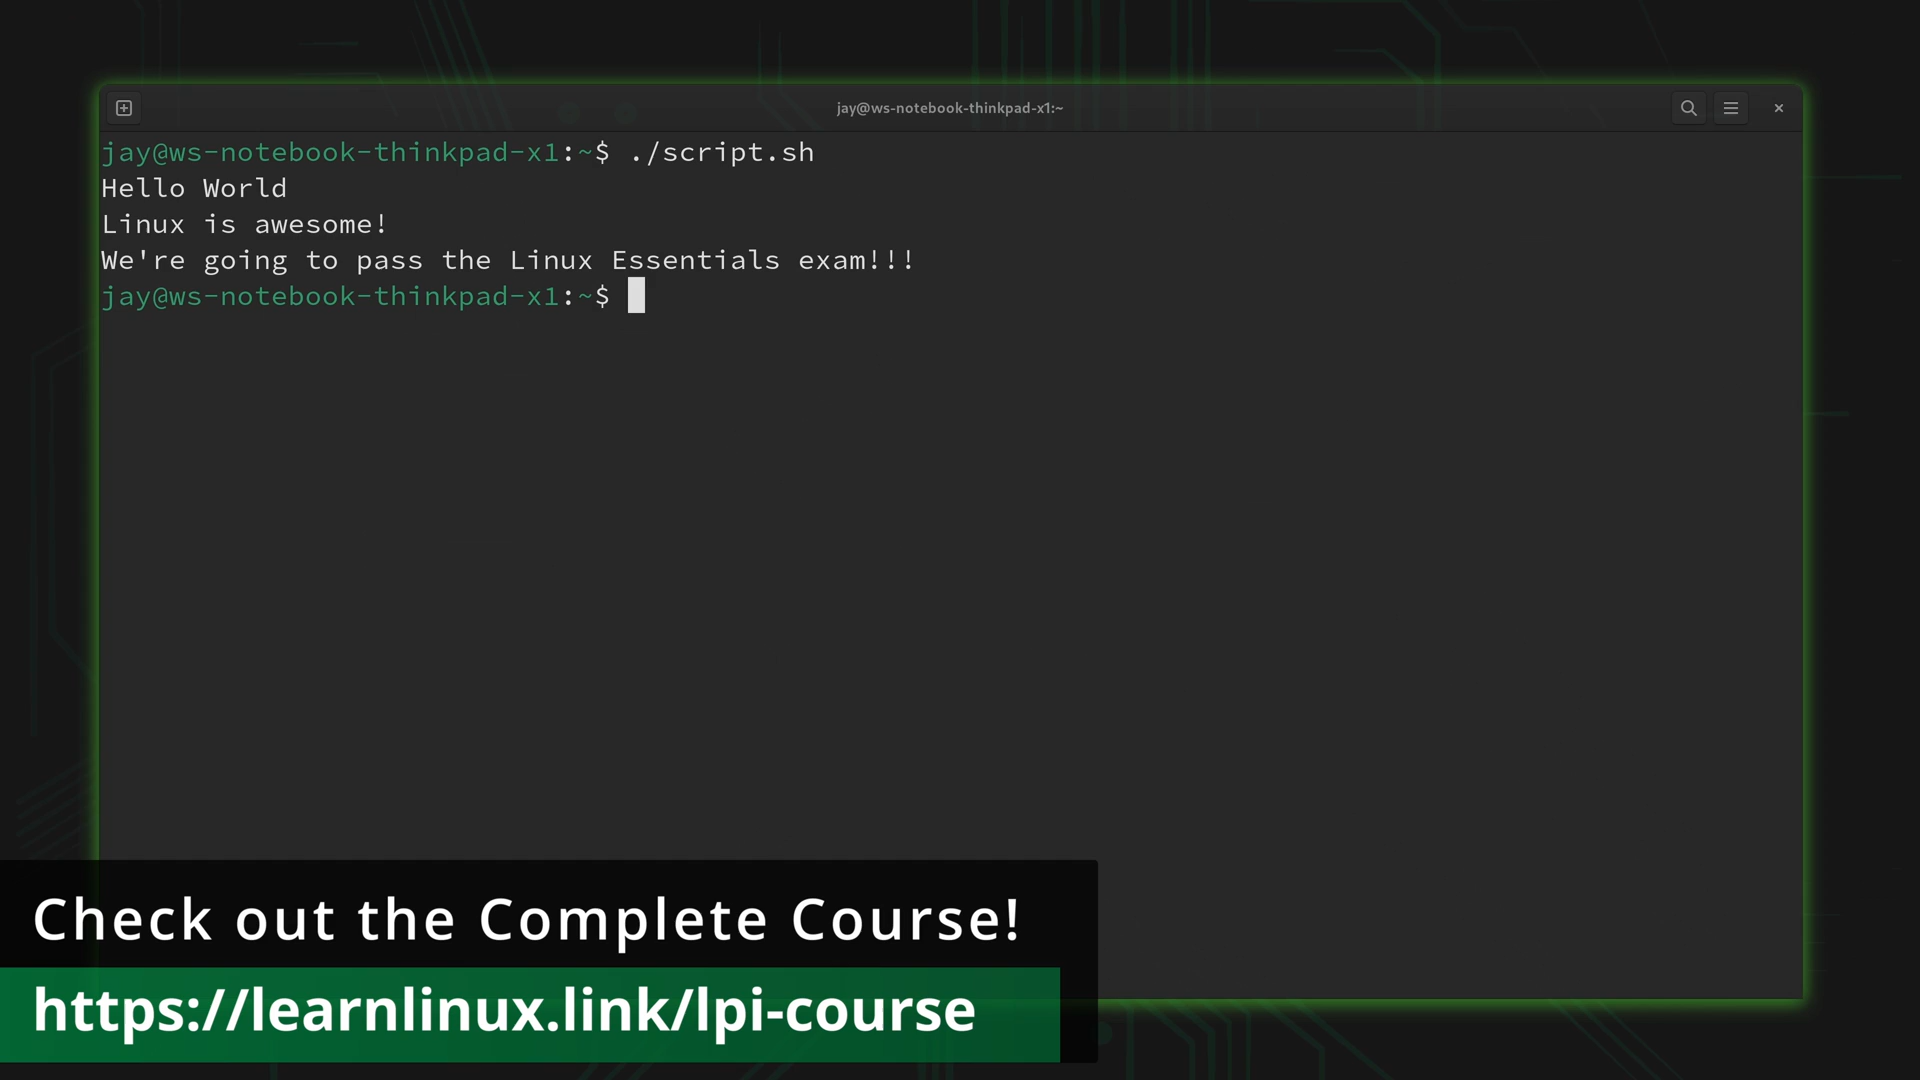 jay@ws-notebook-thinkpad-x1:~
jay@ws-notebook-thinkpad-x1:~$ ./script.sh
Hello World
Linux is awesome!
We're going to pass the Linux Essentials exam!!!
jay@ws-notebook-thinkpad-x1:~$
Check out the Complete Course!
https://learnlinux.link/lpi-course